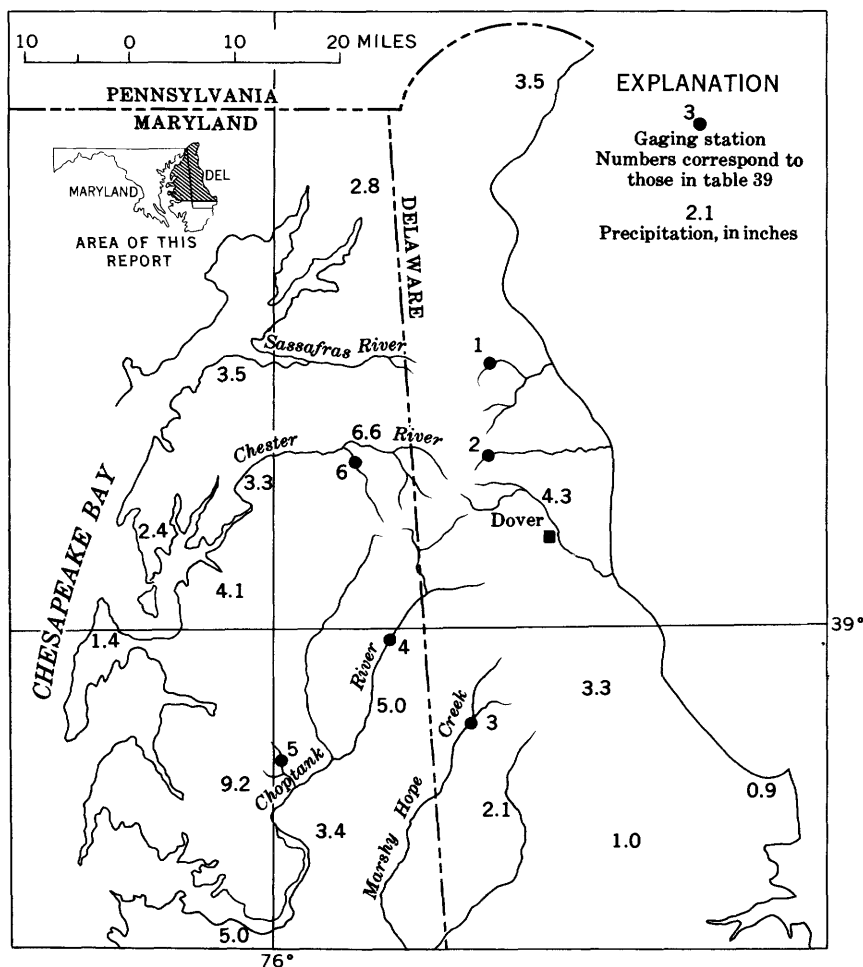 10 0 10 20 MILES
PENNSYLVANIA
MARYLAND
3.5
EXPLANATION
3
Gaging station
Numbers correspond to
those in table 39
2.1
Precipitation, in inches
MARYLAND
DEL
AREA OF THIS
REPORT
2.8
DELAWARE
Sassafras River
3.5
1
6.6
Chester River
6
2
3.3
4.3
Dover
2.4
4.1
CHESAPEAKE BAY
1.4
39°
4
River
5.0
3.3
Creek
3
5
Choptank
9.2
0.9
2.1
Marshy Hope
3.4
1.0
5.0
76°